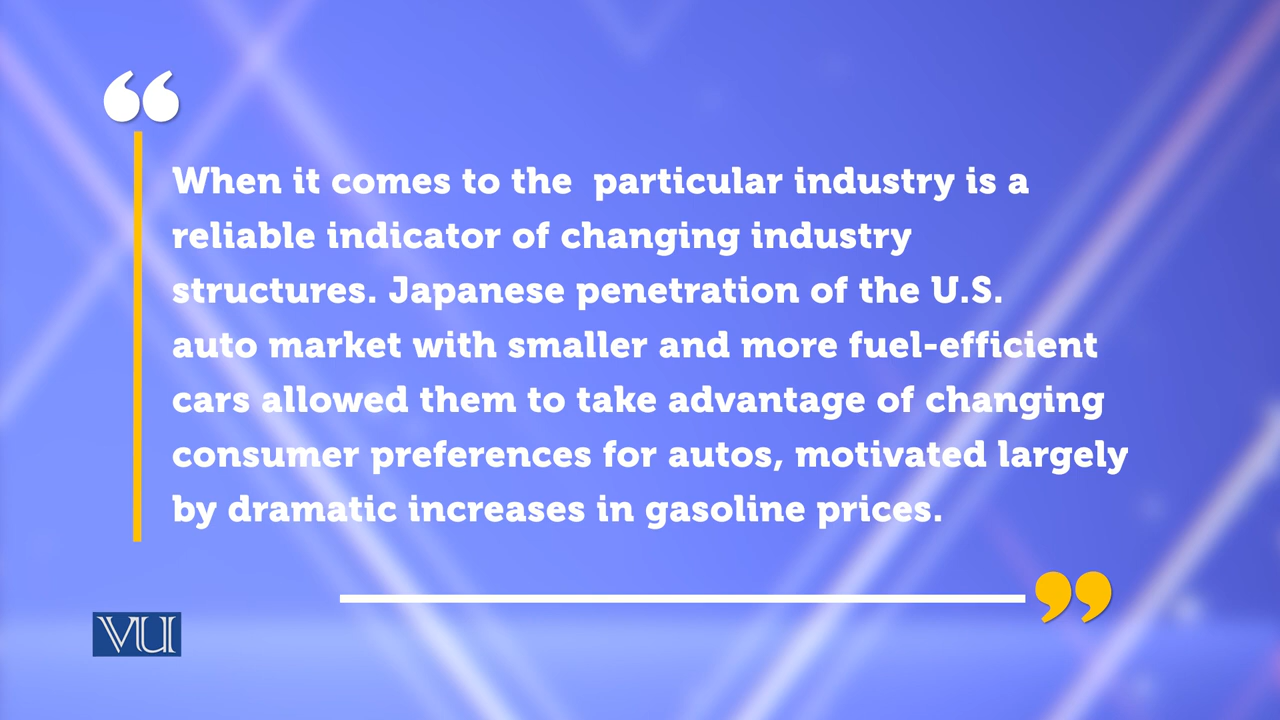 “
When it comes to the  particular industry is a
reliable indicator of changing industry
structures. Japanese penetration of the U.S.
auto market with smaller and more fuel-efficient
cars allowed them to take advantage of changing
consumer preferences for autos, motivated largely
by dramatic increases in gasoline prices.
”
VU